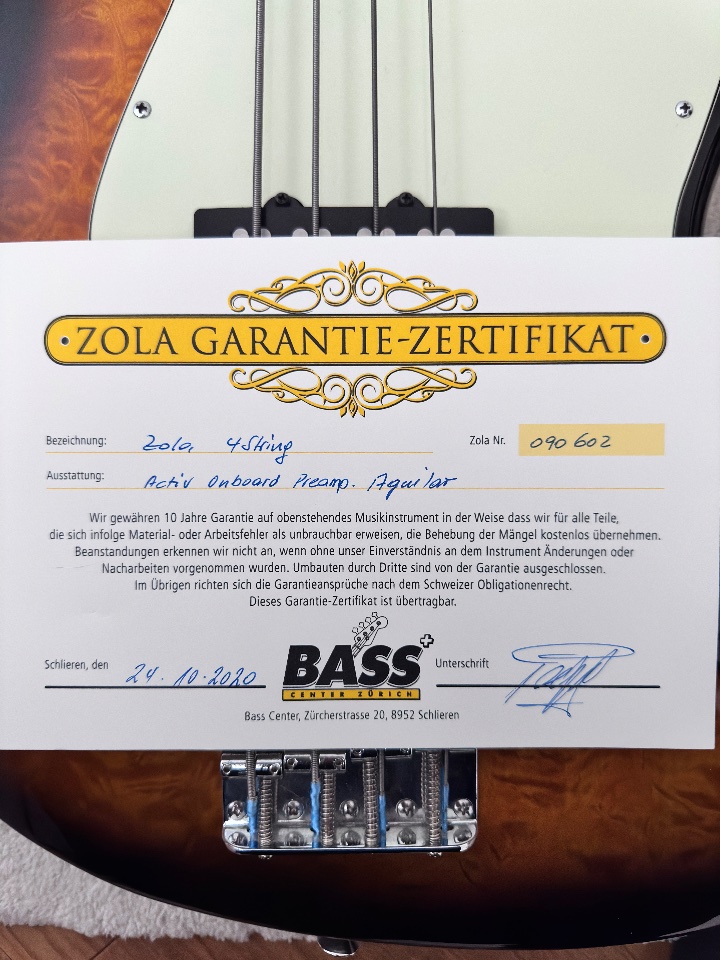 ZOLA GARANTIE-ZERTIFIKAT
Bezeichnung: Zola 4String Zola Nr. 090602
Ausstattung: Activ Onboard Preamp. Aguilar
Wir gewähren 10 Jahre Garantie auf obenstehendes Musikinstrument in der Weise dass wir für alle Teile,
die sich infolge Material- oder Arbeitsfehler als unbrauchbar erweisen, die Behebung der Mängel kostenlos übernehmen.
Beanstandungen erkennen wir nicht an, wenn ohne unser Einverständnis an dem Instrument Änderungen oder
Nacharbeiten vorgenommen wurden. Umbauten durch Dritte sind von der Garantie ausgeschlossen.
Im Übrigen richten sich die Garantieansprüche nach dem Schweizer Obligationenrecht.
Dieses Garantie-Zertifikat ist übertragbar.
Schlieren, den 24.10.2020 BASS Unterschrift
CENTER ZÜRICH
Bass Center, Zürcherstrasse 20, 8952 Schlieren